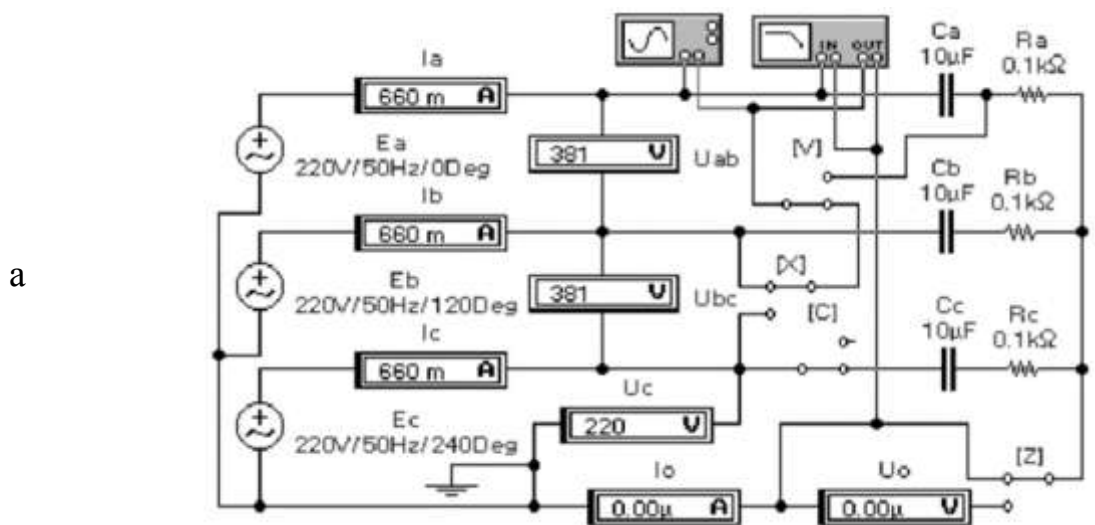 IN OUT
Ca
10µF
Ra
0.1kΩ
Ia
660 m A
Ea
220V/50Hz/0Deg
381 V
Uab
[V]
Cb
10µF
Rb
0.1kΩ
Ib
660 m A
a
Eb
220V/50Hz/120Deg
381 V
Ubc
[X]
[C]
Cc
10µF
Rc
0.1kΩ
Ic
660 m A
Ec
220V/50Hz/240Deg
Uc
220 V
Io
0.00µ A
Uo
0.00µ V
[Z]